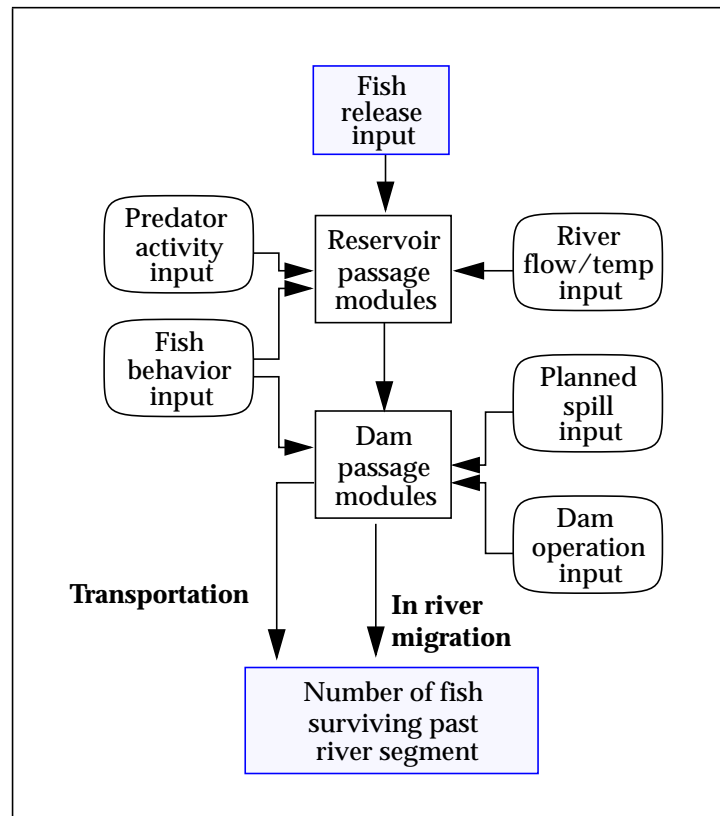 Fish
release
input
Predator
activity
input
Reservoir
passage
modules
River
flow/temp
input
Fish
behavior
input
Planned
spill
input
Dam
passage
modules
Dam
operation
input
Transportation
In river
migration
Number of fish
surviving past
river segment